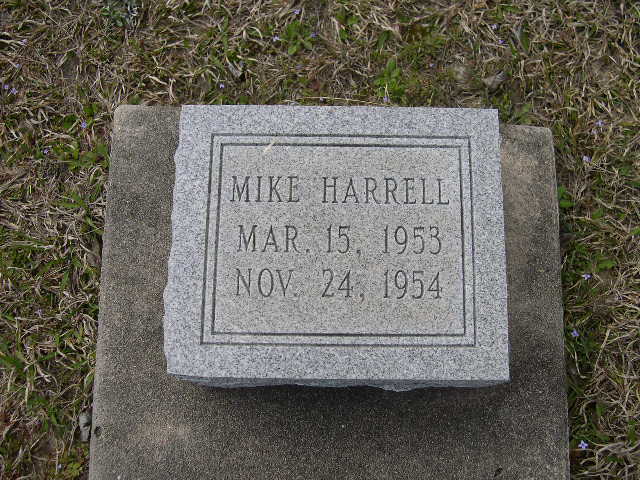 MIKE HARRELL
MAR. 15, 1953
NOV. 24, 1954